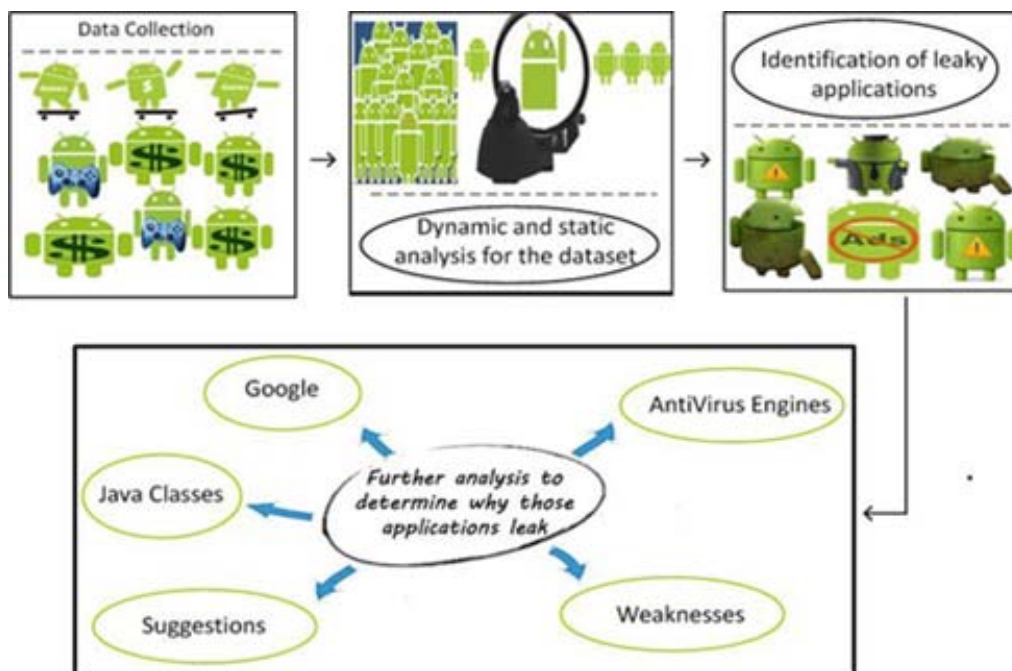 Data Collection
$
$
$
$
$
Dynamic and static
analysis for the dataset
Identification of leaky
applications
Ads
Google
AntiVirus Engines
Further analysis to
determine why those
applications leak
Java Classes
Suggestions
Weaknesses